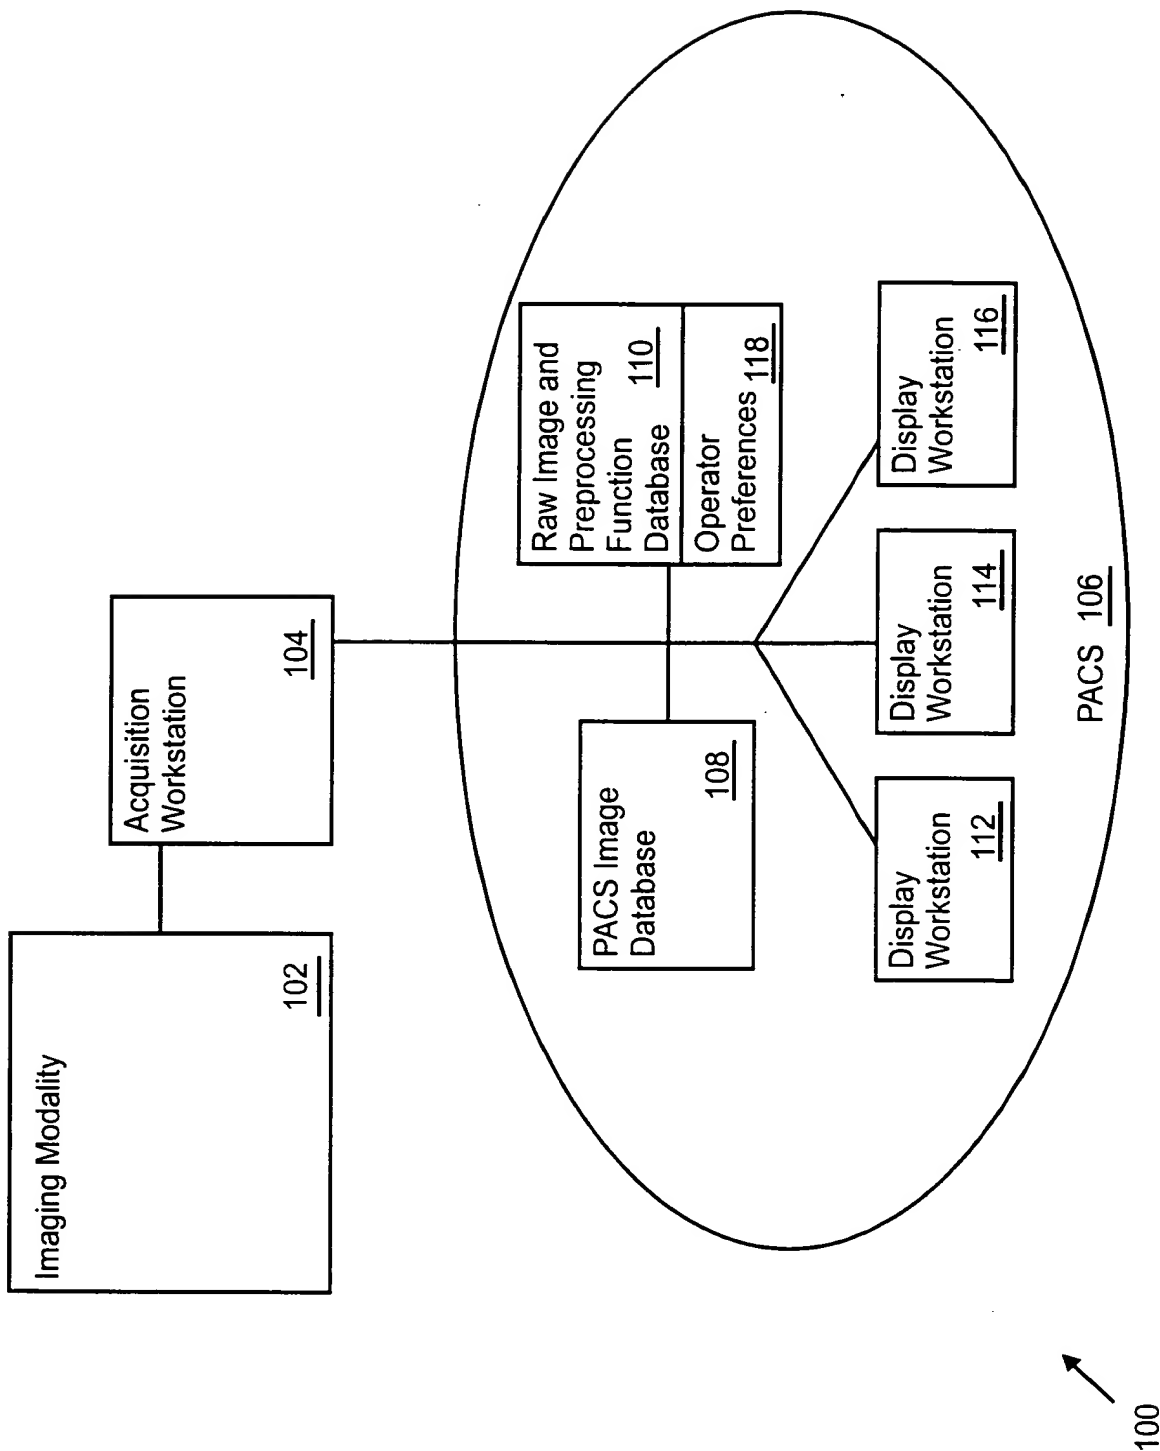 Imaging Modality
102
Acquisition
Workstation
104
PACS Image
Database
108
Raw Image and
Preprocessing
Function
Database
110
Operator
Preferences
118
Display
Workstation
112
Display
Workstation
114
Display
Workstation
116
PACS 106
100